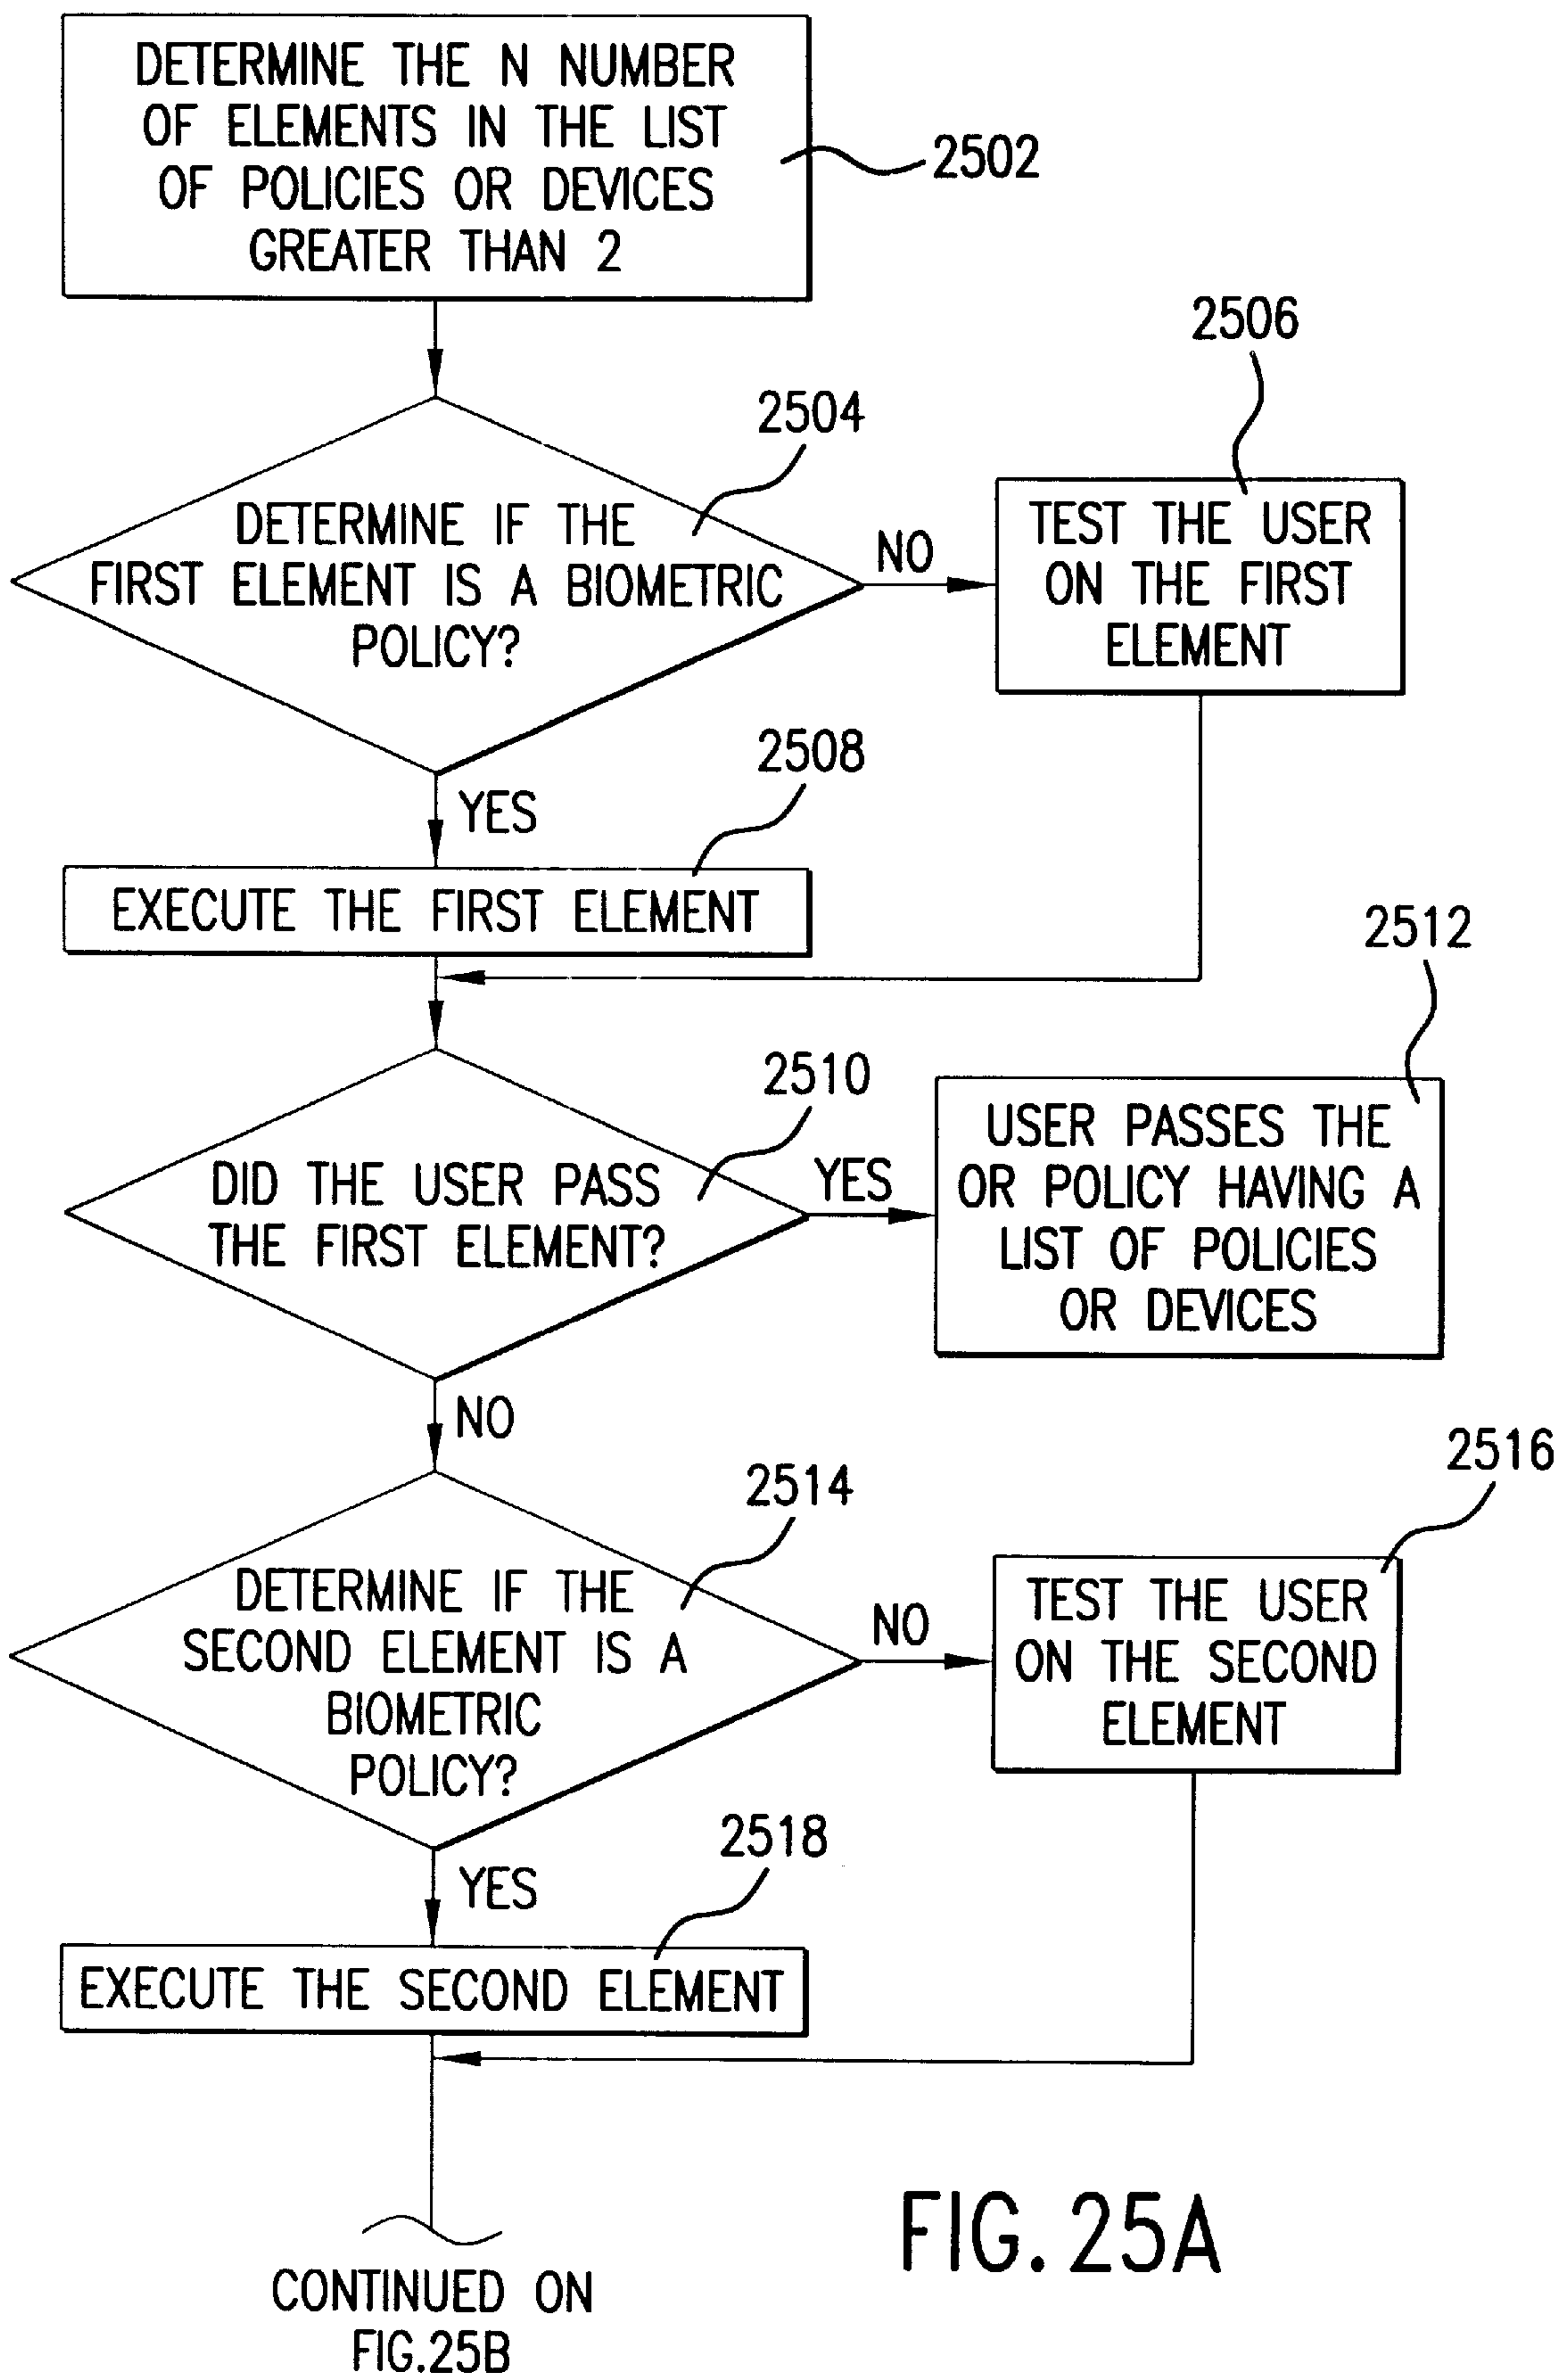 DETERMINE THE N NUMBER
OF ELEMENTS IN THE LIST
OF POLICIES OR DEVICES
GREATER THAN 2
2502
2504
DETERMINE IF THE
FIRST ELEMENT IS A BIOMETRIC
POLICY?
NO
2506
TEST THE USER
ON THE FIRST
ELEMENT
YES
2508
EXECUTE THE FIRST ELEMENT
2510
DID THE USER PASS
THE FIRST ELEMENT?
YES
2512
USER PASSES THE
OR POLICY HAVING A
LIST OF POLICIES
OR DEVICES
NO
2514
DETERMINE IF THE
SECOND ELEMENT IS A
BIOMETRIC
POLICY?
NO
2516
TEST THE USER
ON THE SECOND
ELEMENT
YES
2518
EXECUTE THE SECOND ELEMENT
CONTINUED ON
FIG.25B
FIG. 25A